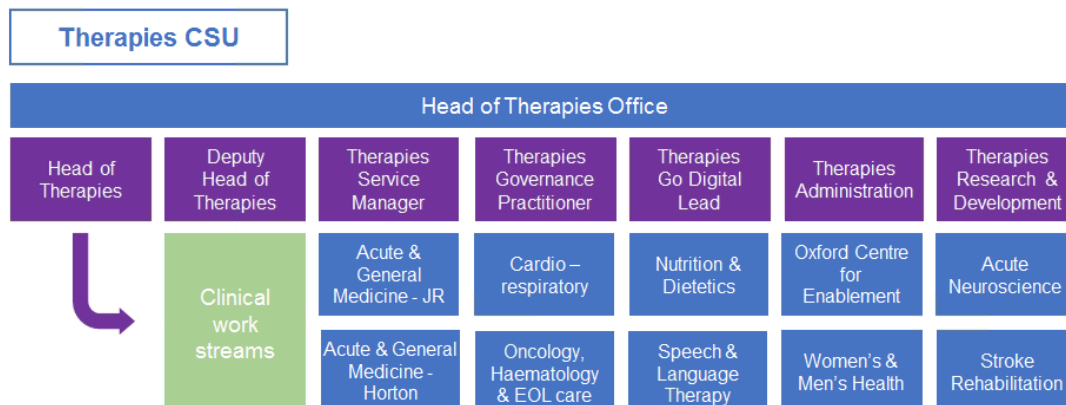 Therapies CSU
Head of Therapies Office
Head of
Therapies
Deputy
Head of
Therapies
Therapies
Service
Manager
Therapies
Governance
Practitioner
Therapies
Go Digital
Lead
Therapies
Administration
Therapies
Research &
Development
Clinical
work
streams
Acute &
General
Medicine - JR
Cardio –
respiratory
Nutrition &
Dietetics
Oxford Centre
for
Enablement
Acute
Neuroscience
Acute & General
Medicine -
Horton
Oncology,
Haematology
& EOL care
Speech &
Language
Therapy
Women's &
Men's Health
Stroke
Rehabilitation